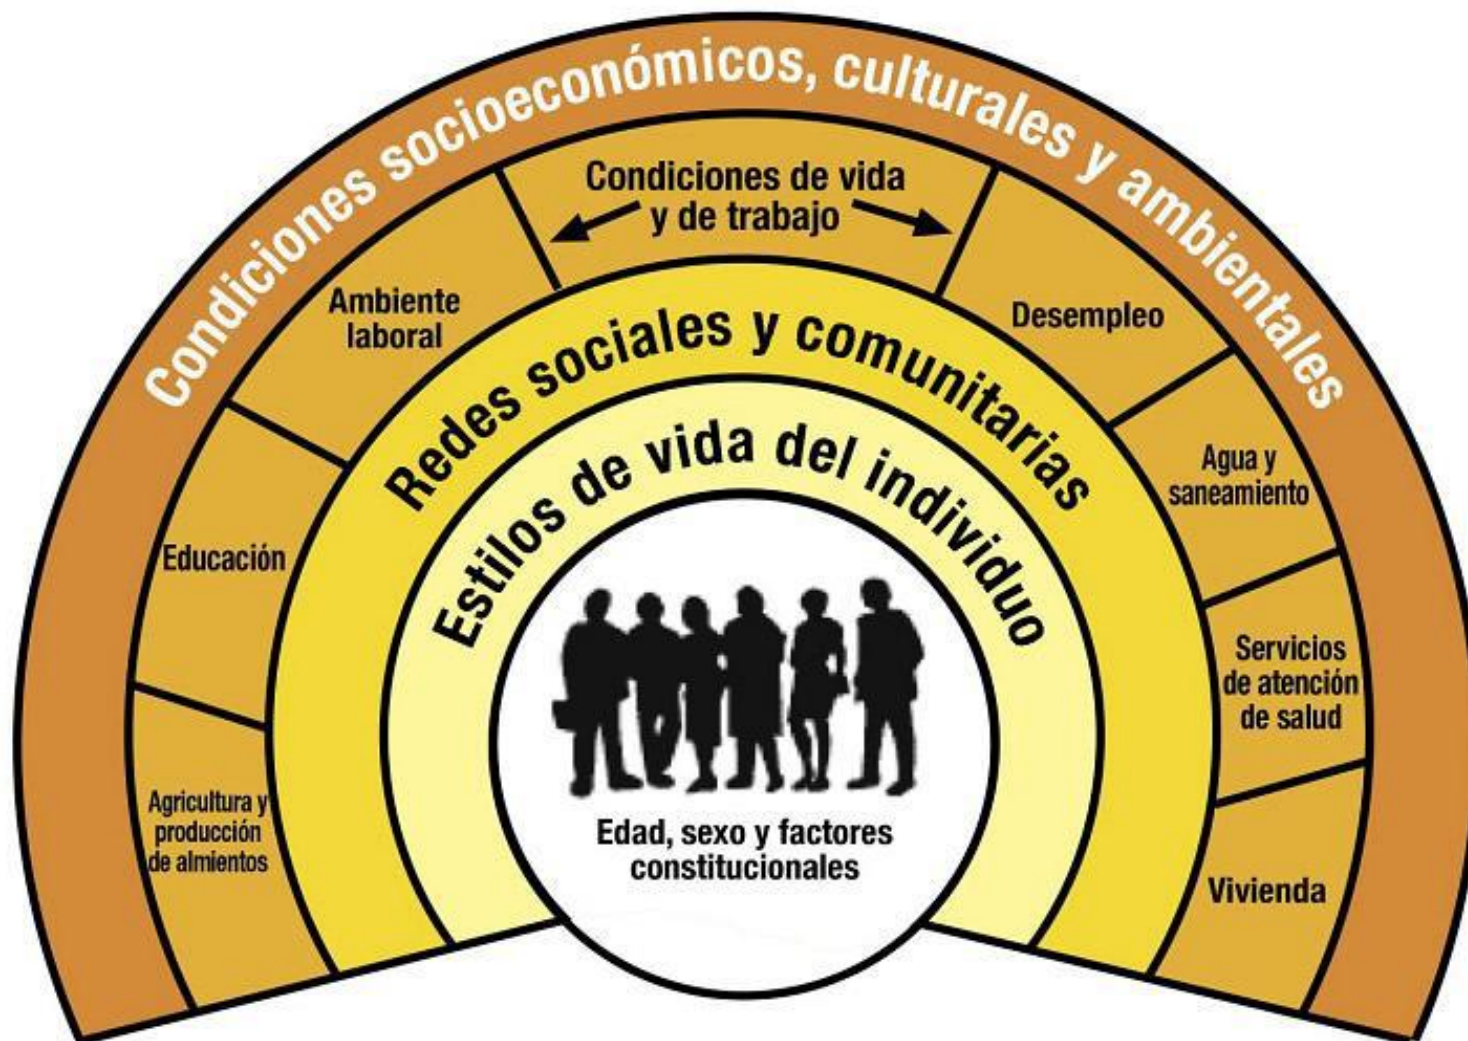 Condiciones socioeconómicos, culturales y ambientales
Condiciones de vida
y de trabajo
Ambiente
laboral
Desempleo
Redes sociales y comunitarias
Estilos de vida del individuo
Agua y
saneamiento
Educación
Servicios
de atención
de salud
Agricultura y
producción
de almientos
Edad, sexo y factores
constitucionales
Vivienda